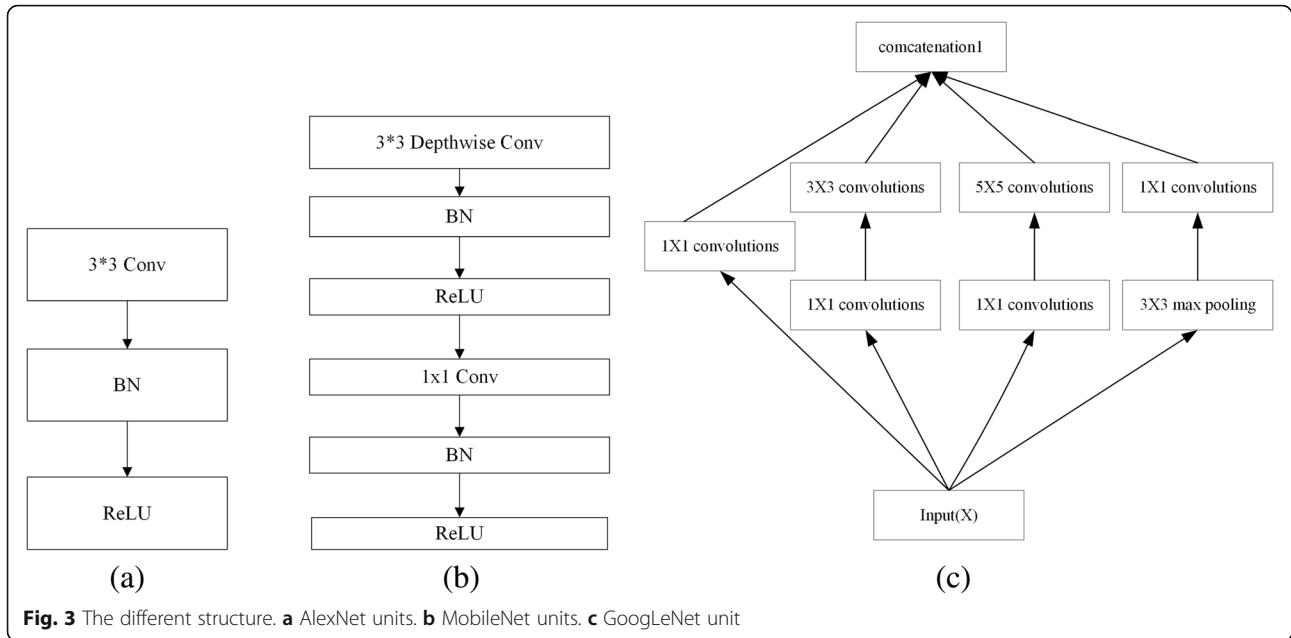 3*3 Conv
BN
ReLU
(a)
3*3 Depthwise Conv
BN
ReLU
1x1 Conv
BN
ReLU
(b)
comcatenation1
3X3 convolutions
5X5 convolutions
1X1 convolutions
1X1 convolutions
1X1 convolutions
1X1 convolutions
3X3 max pooling
Input(X)
(c)
Fig. 3 The different structure. a AlexNet units. b MobileNet units. c GoogLeNet unit